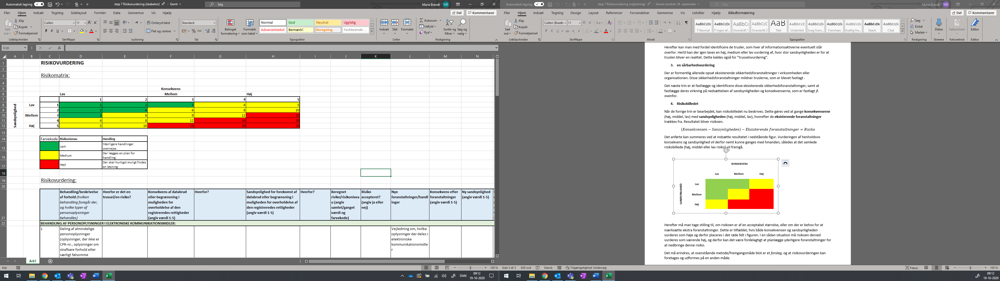 Automatisk lagring
step 7 Risikovurdering (skabelon)
- Gemt
Søg
Maria Brandt
MB
Filer
Hjem
Indsæt
Tegning
Sidelayout
Formler
Data
Gennemse
Vis
Hjælp
Del
Kommentarer
Sæt ind
Klip
Kopiér
Formatpensel
Udklipsholder
Calibri
11
F K U
Skrifttype
Ombryd tekst
Flet og centrer
Justering
Standard
Tal
Betinget formatering
Formatér som tabel
Normal
God
Neutral
Ugyldig
Advarselstekst
Bemærk!
Beregning
Forklarende ...
Typografier
Indsæt
Slet
Formatér
Celler
Autosum
Udfyld
Ryd
Sortér og filtrer
Søg og vælg
Redigering
K18
fx
A B C D E F G H I J K L M N
1 RISIKOVURDERING
2
3 Risikomatrix:
4
5 Konsekvens
6 Lav Mellem Høj
7 1 2 3 4 5
Sandsynlighed
8 Lav 1 1 2 3 4 5
9 2 2 4 6 8 10
10 Mellem 3 3 6 9 12 15
11 4 4 8 12 16 20
12 Høj 5 5 10 15 20 25
13
14 Farvekode Risikoniveau Handling
15 Lavt Yderligere handlinger overvejes
16 Medium Der lægges en plan for handling
17 Højt Der skal hurtigst muligt findes en løsning
18
19 Risikovurdering:
20
21
Behandling/beskrivelse af forhold (hvilken behandling foregår der, og hvilke typer af personoplysninger behandles)
Hvorfor er det en trussel/en risiko?
Konsekvens af databrud eller begrænsning i muligheden for overholdelse af den registreredes rettigheder (angiv værdi 1-5)
Hvorfor?
Sandsynlighed for forekomst af databrud eller begrænsning i muligheden for overholdelse af den registreredes rettigheder (angiv værdi 1-5)
Hvorfor?
Beregnet risiko/risikoniveau (angiv samlet/ganget værdi og farvekode)
Risiko accepteret? (angiv ja eller nej)
Nye foranstaltninger/handlinger
Konsekvens efter foranstaltninger (angiv værdi 1-5)
Ny sandsynlighed (angiv værdi 1-5)
22 BEHANDLING AF PERSONOPLYSNINGER I ELEKTRONISKE KOMMUNIKATIONSMIDLER:
1
Deling af almindelige
personoplysninger
(oplysninger, der ikke er
CPR-nr., oplysninger om
strafbare forhold eller
særligt følsomme
Vejledning om, hvilke
oplysninger der deles i
elektroniske
kommunikationsmidle
r
Ark1
Klar
100 %
DAN
09:12
19-10-2020
Automatisk lagring
step 7 Risikovurdering (vejledning)
- Senest ændret: 24. september
Søg
Maria Brandt
MB
Filer
Hjem
Indsæt
Tegning
Design
Layout
Referencer
Forsendelser
Gennemse
Vis
Udvikler
Hjælp
Billedformatering
Del
Kommentarer
Sæt ind
Klip
Kopiér
Formatpensel
Udklipsholder
Calibri (Brødte
11
F K U
Skrifttype
Afsnit
¶ Normal
¶ Ingen af...
Overskrift 1
Overskrift 2
Titel
Undertitel
Svag frem...
Fremhæv
Kraftig fre...
Stærk
Citat
Typografier
Søg
Erstat
Markér
Redigering
Dikter
Stemme
Følsomhed
Følsomhed
Editor
Editor
Herefter kan man med fordel identificere de trusler, som hver af informationsaktiverne eventuelt står
overfor. Hertil kan der igen laves en høj, medium eller lav vurdering af, hvor stor sandsynligheden er for at
truslen bliver en realitet. Dette kaldes også for ”trusselsvurdering”.
3. en sårbarhedsvurdering
Der er formentlig allerede opsat eksisterende sikkerhedsforanstaltninger i virksomheden eller
organisationen. Disse sikkerhedsforanstaltninger mildner truslerne, som er blevet fastlagt .
Det næste trin er at fastlægge og identificere disse eksisterende sikkerhedsforanstaltninger, samt at
fastlægge deres virkning på nedsættelsen af sandsynligheden og konsekvenserne, som er fastlagt jf.
ovenfor.
4. Risikobilledet
Når de forrige trin er bearbejdet, kan risikobilledet nu beskrives. Dette gøres ved at gange konsekvenserne
(høj, middel, lav) med sandsynligheden (høj, middel, lav), hvorefter de eksisterende foranstaltninger
trækkes fra. Resultatet bliver risikoen.
(Konsekvensen − Sansynligheden) − Eksisterende foranstaltninger = Risiko
Det anførte kan summeres ved at indsætte resultatet i nedstående figur. Vurderingen af henholdsvis
konsekvens og sandsynlighed vil derfor nemt kunne ganges med hinanden, således at det samlede
risikobillede (høj, middel eller lav risiko) vil fremgå.
KONSEKVENS
Lav Mellem Høj
SANDSYNLIGHED
Lav
Mellem
Høj
Herefter må man tage stilling til, om risikoen er af en acceptabel størrelse, eller om der er behov for at
iværksætte ekstra foranstaltninger. Dette er tilfældet, hvis både konsekvensen og sandsynligheden
vurderes som høje og derfor placeres i det røde felt i figuren. I en sådan situation må risikoen derved
vurderes som værende høj, og derfor kan det være fordelagtigt at planlægge yderligere foranstaltninger for
at nedbringe denne risiko.
Det må erindres, at ovenstående metode/fremgangsmåde blot er et forslag, og at risikovurderingen kan
foretages og udformes på en anden måde.
Side 3 af 3
658 ord
Dansk
Tilgængelighed: Undersøg
Fokus
100 %
09:12
19-10-2020